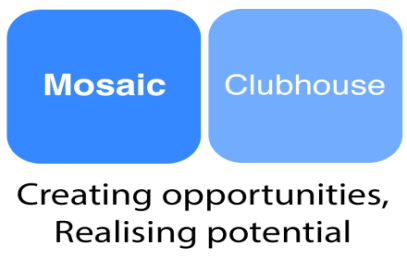 Mosaic Clubhouse
Creating opportunities,
Realising potential